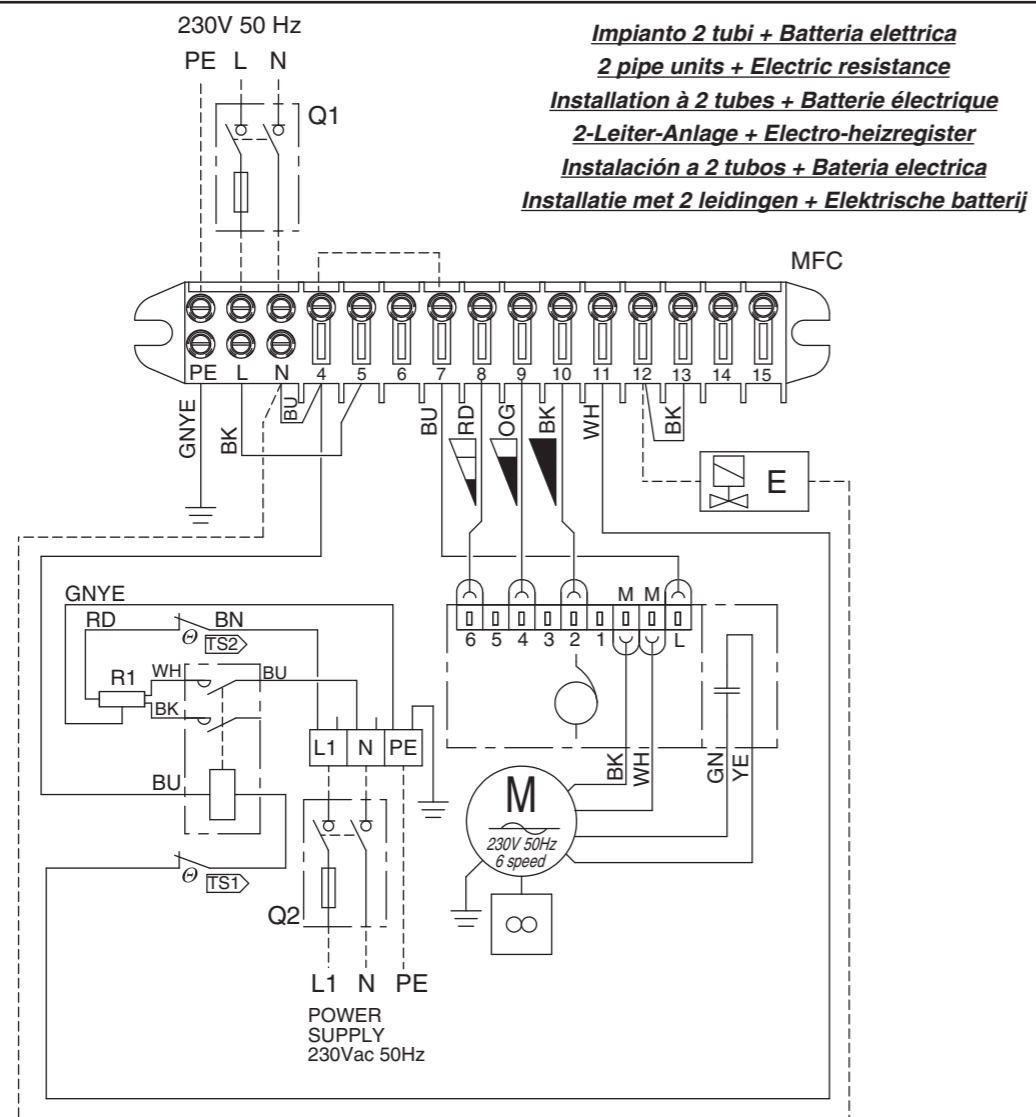 230V 50 Hz
PE L N
Q1
Impianto 2 tubi + Batteria elettrica
2 pipe units + Electric resistance
Installation à 2 tubes + Batterie électrique
2-Leiter-Anlage + Electro-heizregister
Instalación a 2 tubos + Bateria electrica
Installatie met 2 leidingen + Elektrische batterij
MFC
PE L N 4 5 6 7 8 9 10 11 12 13 14 15
GNYE
BK
BU
BU
RD
OG
BK
WH
BK
E
GNYE
RD
BN
TS2
R1
WH
BU
BK
BU
TS1
L1 N PE
Q2
L1 N PE
POWER
SUPPLY
230Vac 50Hz
M M
6 5 4 3 2 1 L
BK
WH
GN
YE
M
230V 50Hz
6 speed